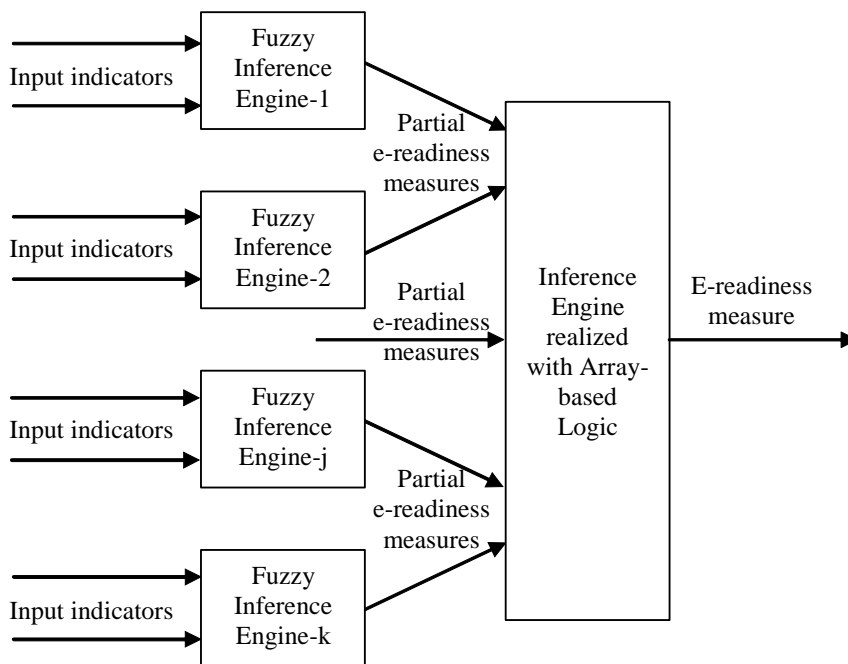 Fuzzy
Inference
Engine-1
Input indicators
Partial
e-readiness
measures
Fuzzy
Inference
Engine-2
Input indicators
Partial
e-readiness
measures
Inference
Engine
realized
with Array-
based
Logic
E-readiness
measure
Fuzzy
Inference
Engine-j
Input indicators
Partial
e-readiness
measures
Fuzzy
Inference
Engine-k
Input indicators